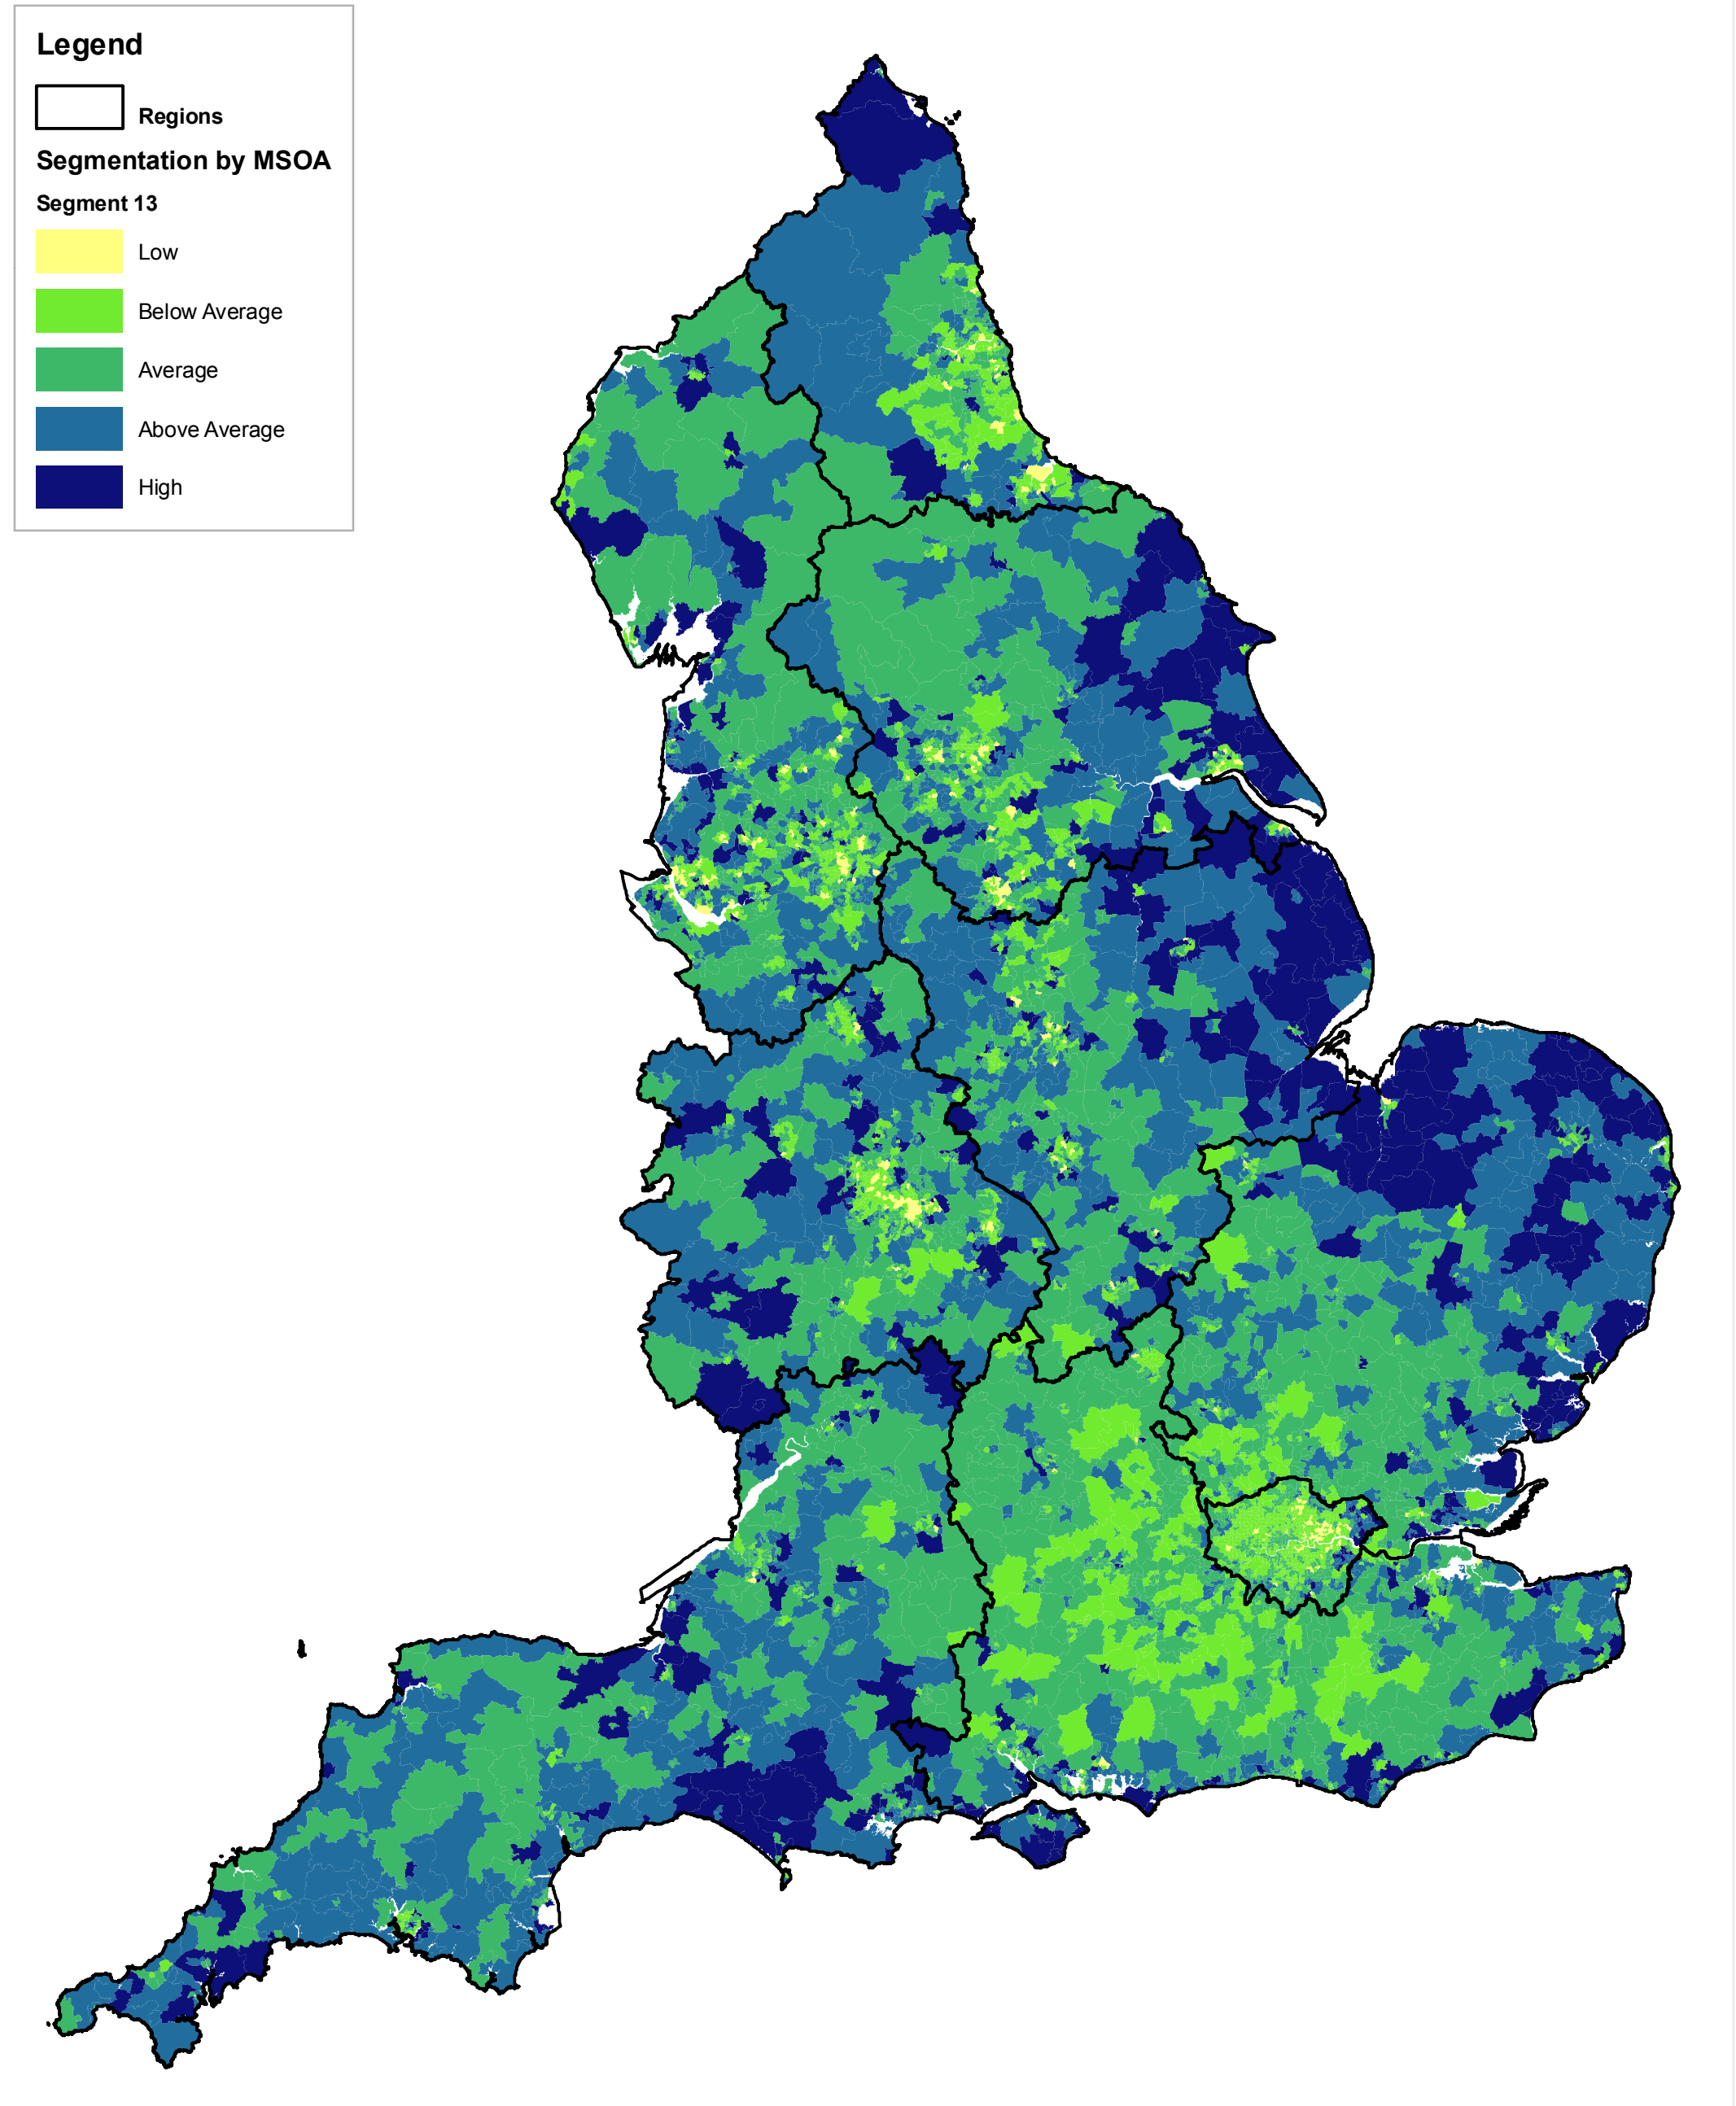 Legend
Regions
Segmentation by MSOA
Segment 13
Low
Below Average
Average
Above Average
High